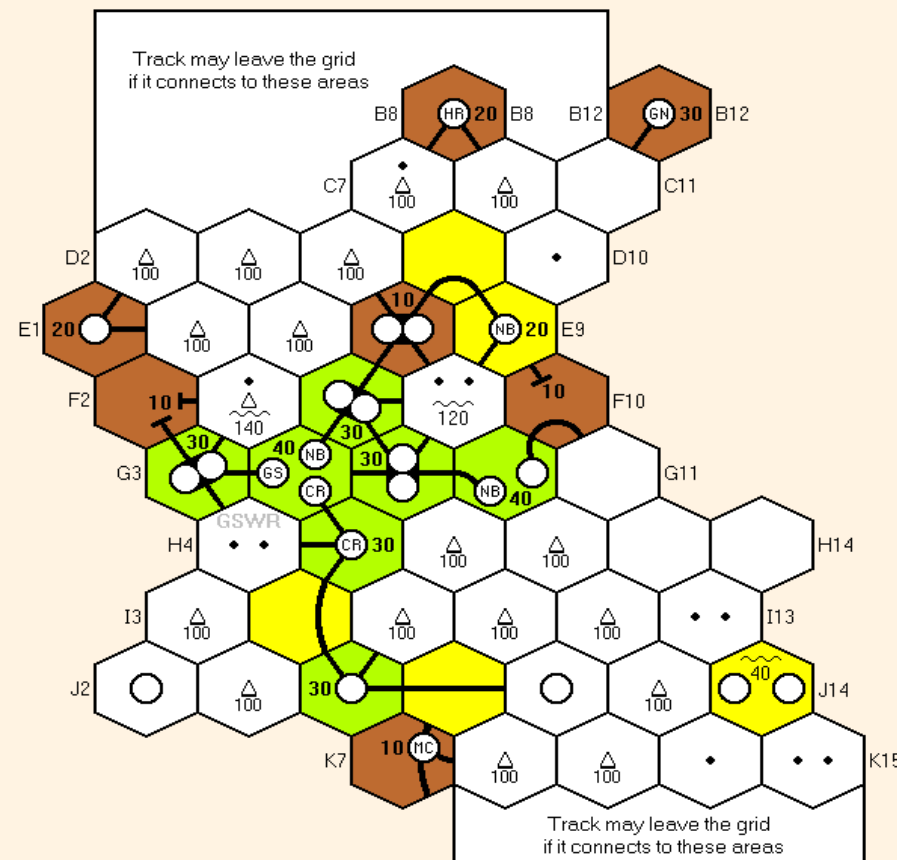 Track may leave the grid
if it connects to these areas
B8 HR 20 B8 B12 GN 30 B12
C7 100 100 C11
D2 100 100 100 D10
E1 20 100 100 10 NB 20 E9
F2 10 140 30 120 10 F10
G3 30 GS 40 NB CR 30 NB 40 G11
GSWR
H4 CR 30 100 100 H14
I3 100 100 100 100 I13
J2 100 30 100 40 J14
K7 10 MC 100 100 K15
Track may leave the grid
if it connects to these areas